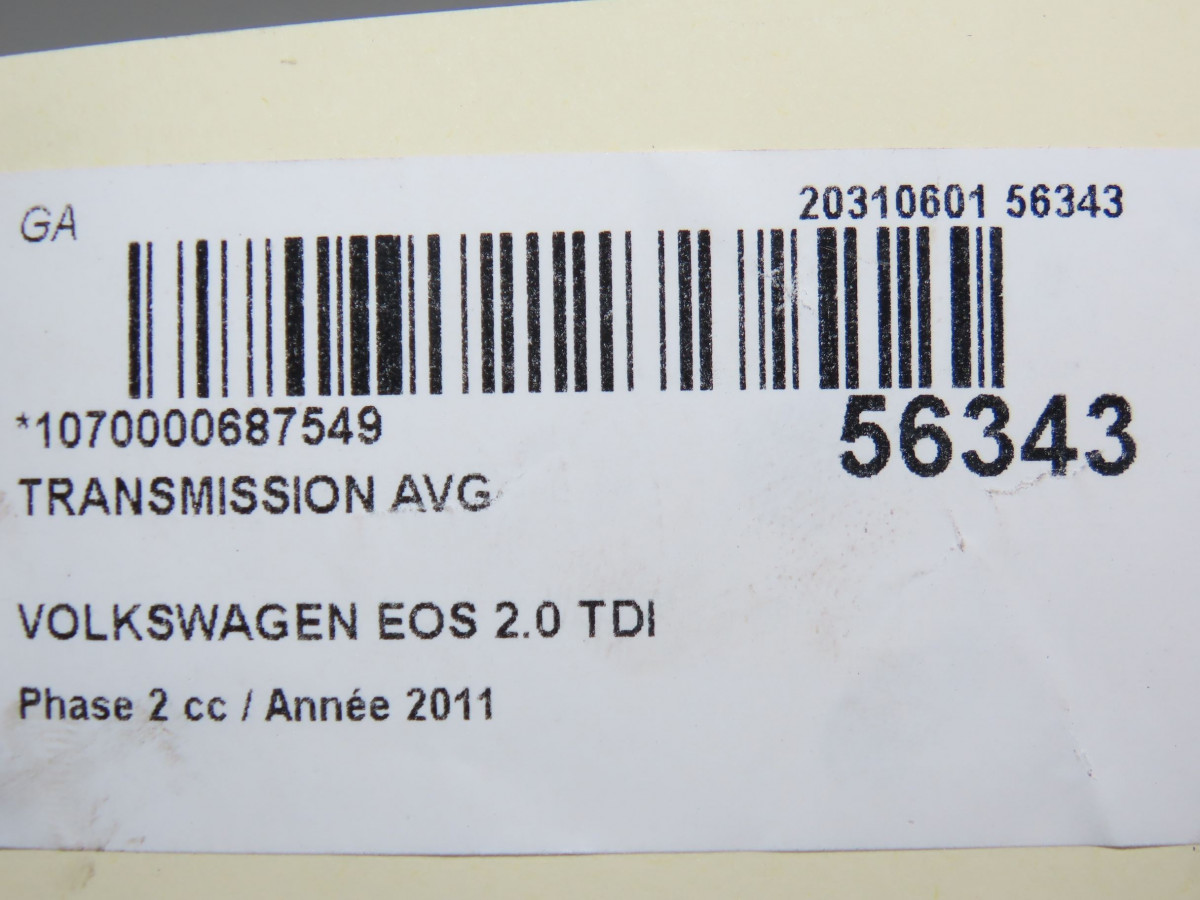 GA
20310601 56343
*1070000687549
56343
TRANSMISSION AVG
VOLKSWAGEN EOS 2.0 TDI
Phase 2 cc / Année 2011